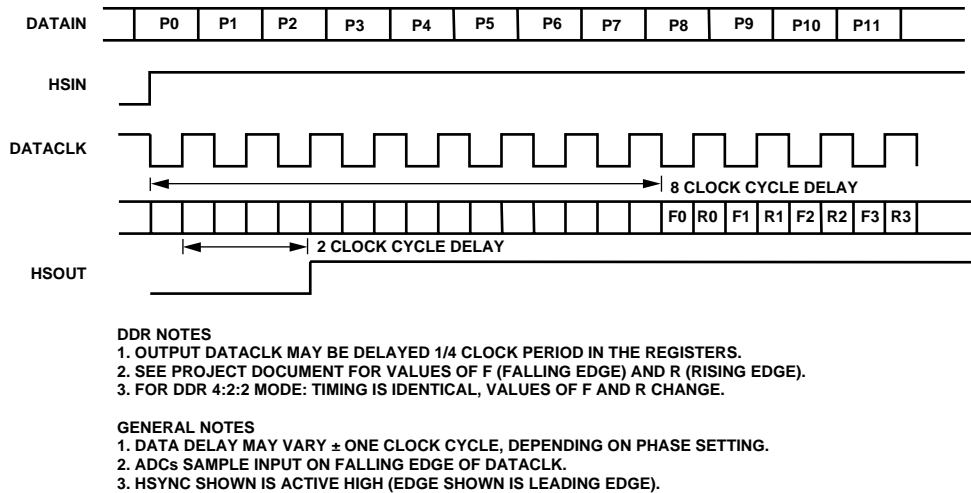 DATAIN P0 P1 P2 P3 P4 P5 P6 P7 P8 P9 P10 P11
HSIN
DATACLK
8 CLOCK CYCLE DELAY
F0 R0 F1 R1 F2 R2 F3 R3
2 CLOCK CYCLE DELAY
HSOUT
DDR NOTES
1. OUTPUT DATACLK MAY BE DELAYED 1/4 CLOCK PERIOD IN THE REGISTERS.
2. SEE PROJECT DOCUMENT FOR VALUES OF F (FALLING EDGE) AND R (RISING EDGE).
3. FOR DDR 4:2:2 MODE: TIMING IS IDENTICAL, VALUES OF F AND R CHANGE.
GENERAL NOTES
1. DATA DELAY MAY VARY ± ONE CLOCK CYCLE, DEPENDING ON PHASE SETTING.
2. ADCs SAMPLE INPUT ON FALLING EDGE OF DATACLK.
3. HSYNC SHOWN IS ACTIVE HIGH (EDGE SHOWN IS LEADING EDGE).